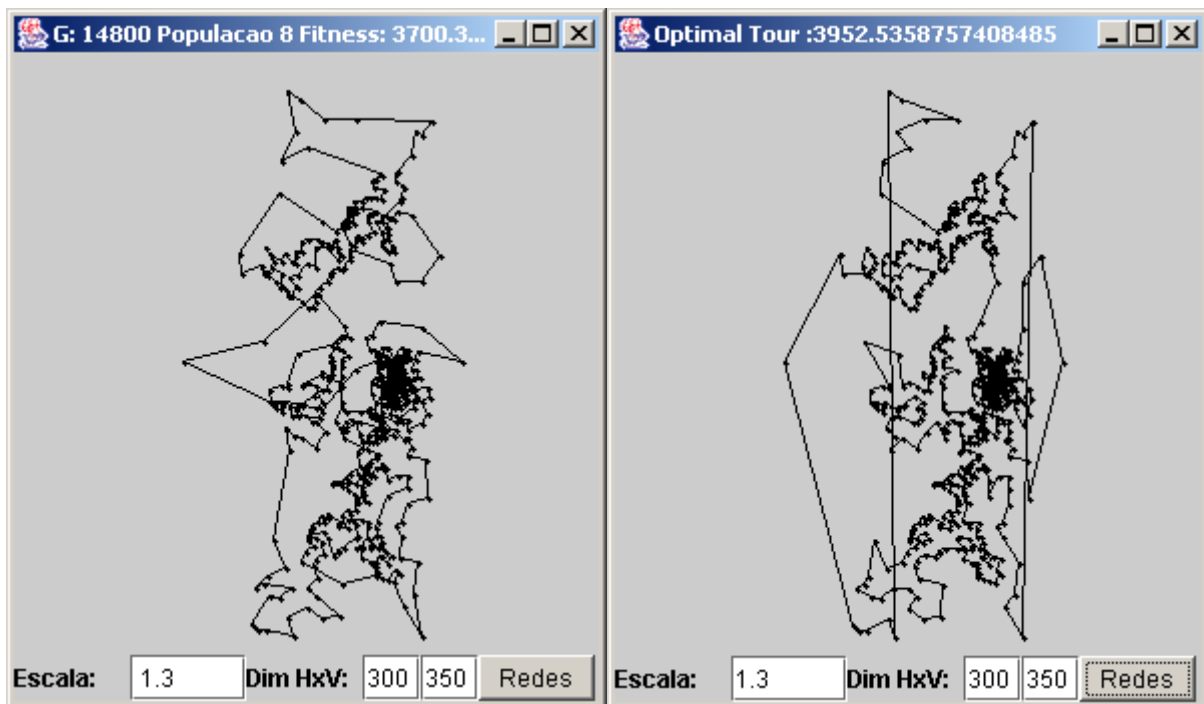 G: 14800 Populacao 8 Fitness: 3700.3...
Escala: 1.3 Dim HxV: 300 350 Redes
Optimal Tour :3952.5358757408485
Escala: 1.3 Dim HxV: 300 350 Redes